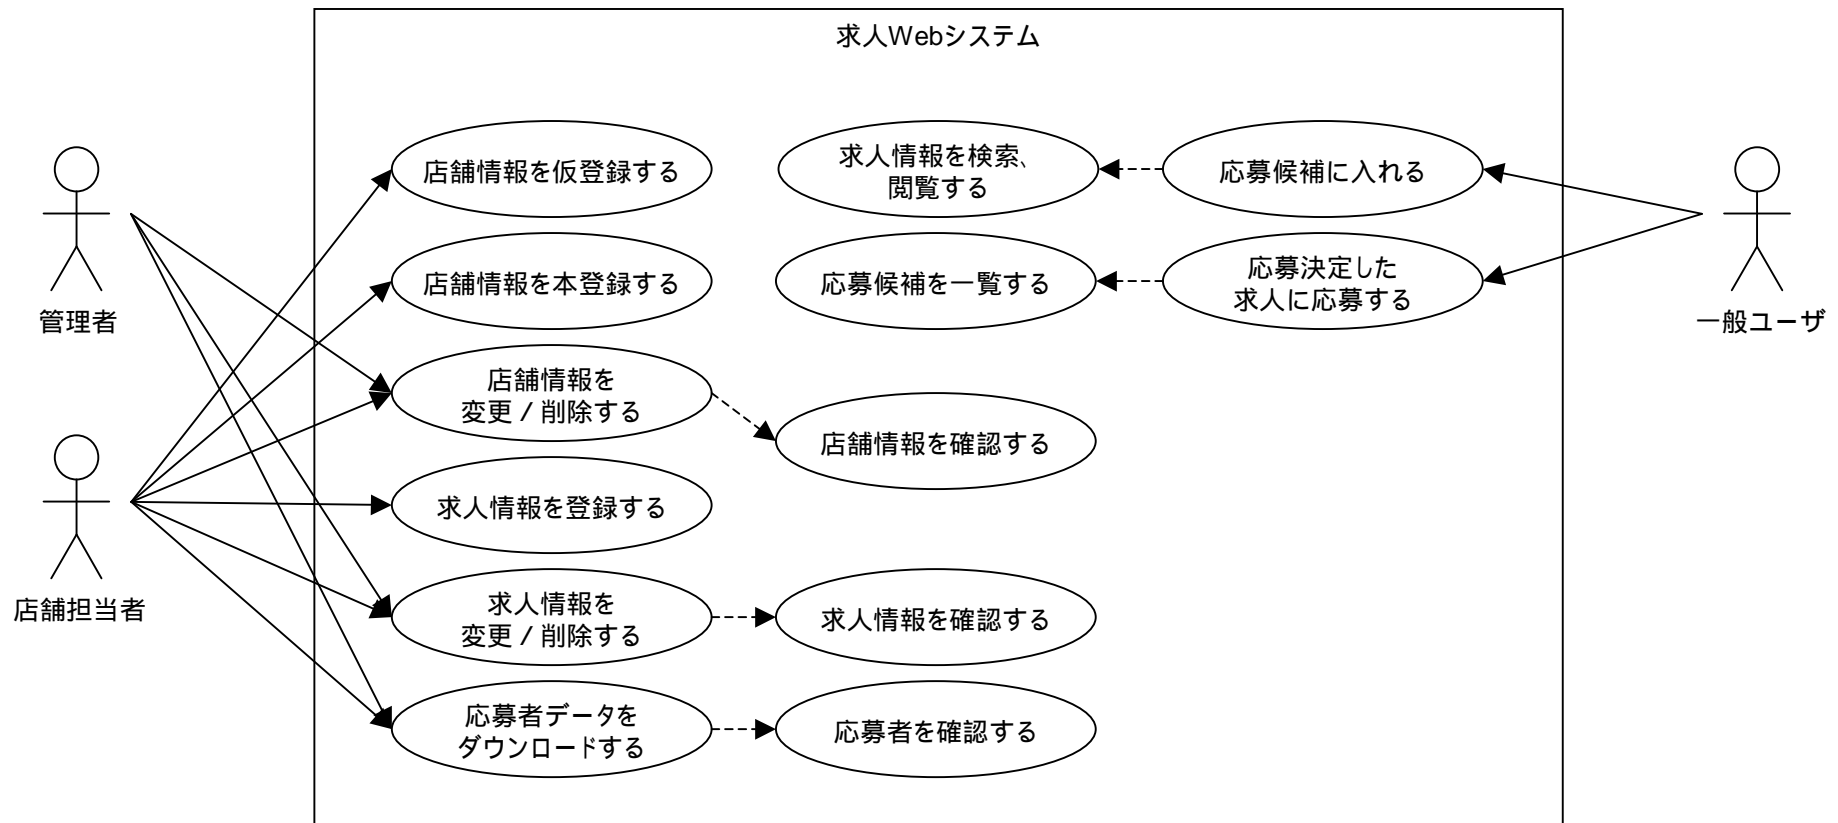 求人Webシステム
店舗情報を仮登録する
求人情報を検索、
閲覧する
応募候補に入れる
管理者
店舗情報を本登録する
応募候補を一覧する
応募決定した
求人に応募する
一般ユーザ
店舗情報を
変更／削除する
店舗情報を確認する
店舗担当者
求人情報を登録する
求人情報を
変更／削除する
求人情報を確認する
応募者データを
ダウンロードする
応募者を確認する